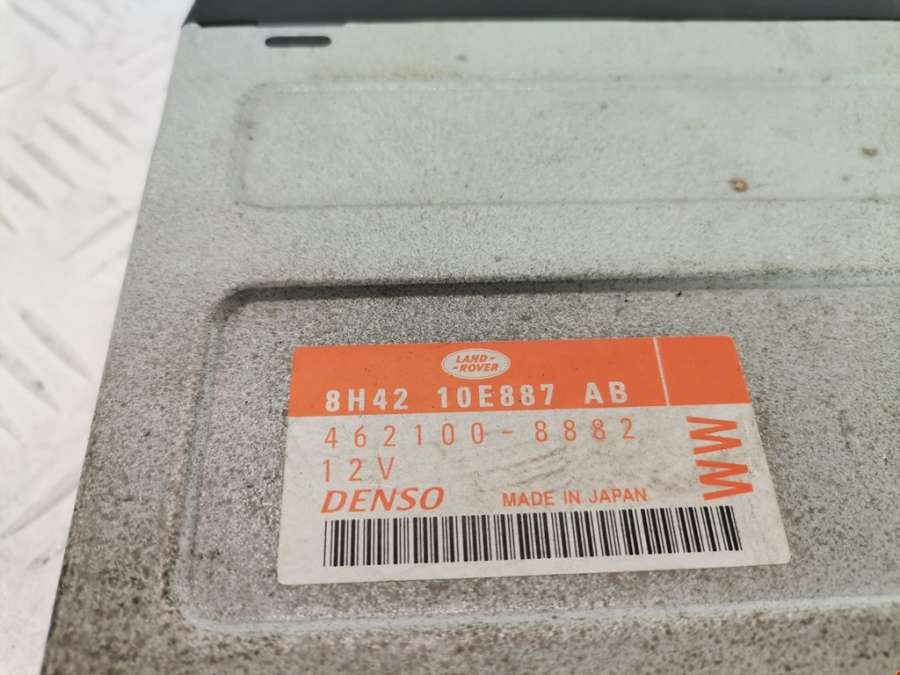 LAND-
-ROVER
8H42 10E887 AB
462100-8882
12V
WW
DENSO MADE IN JAPAN